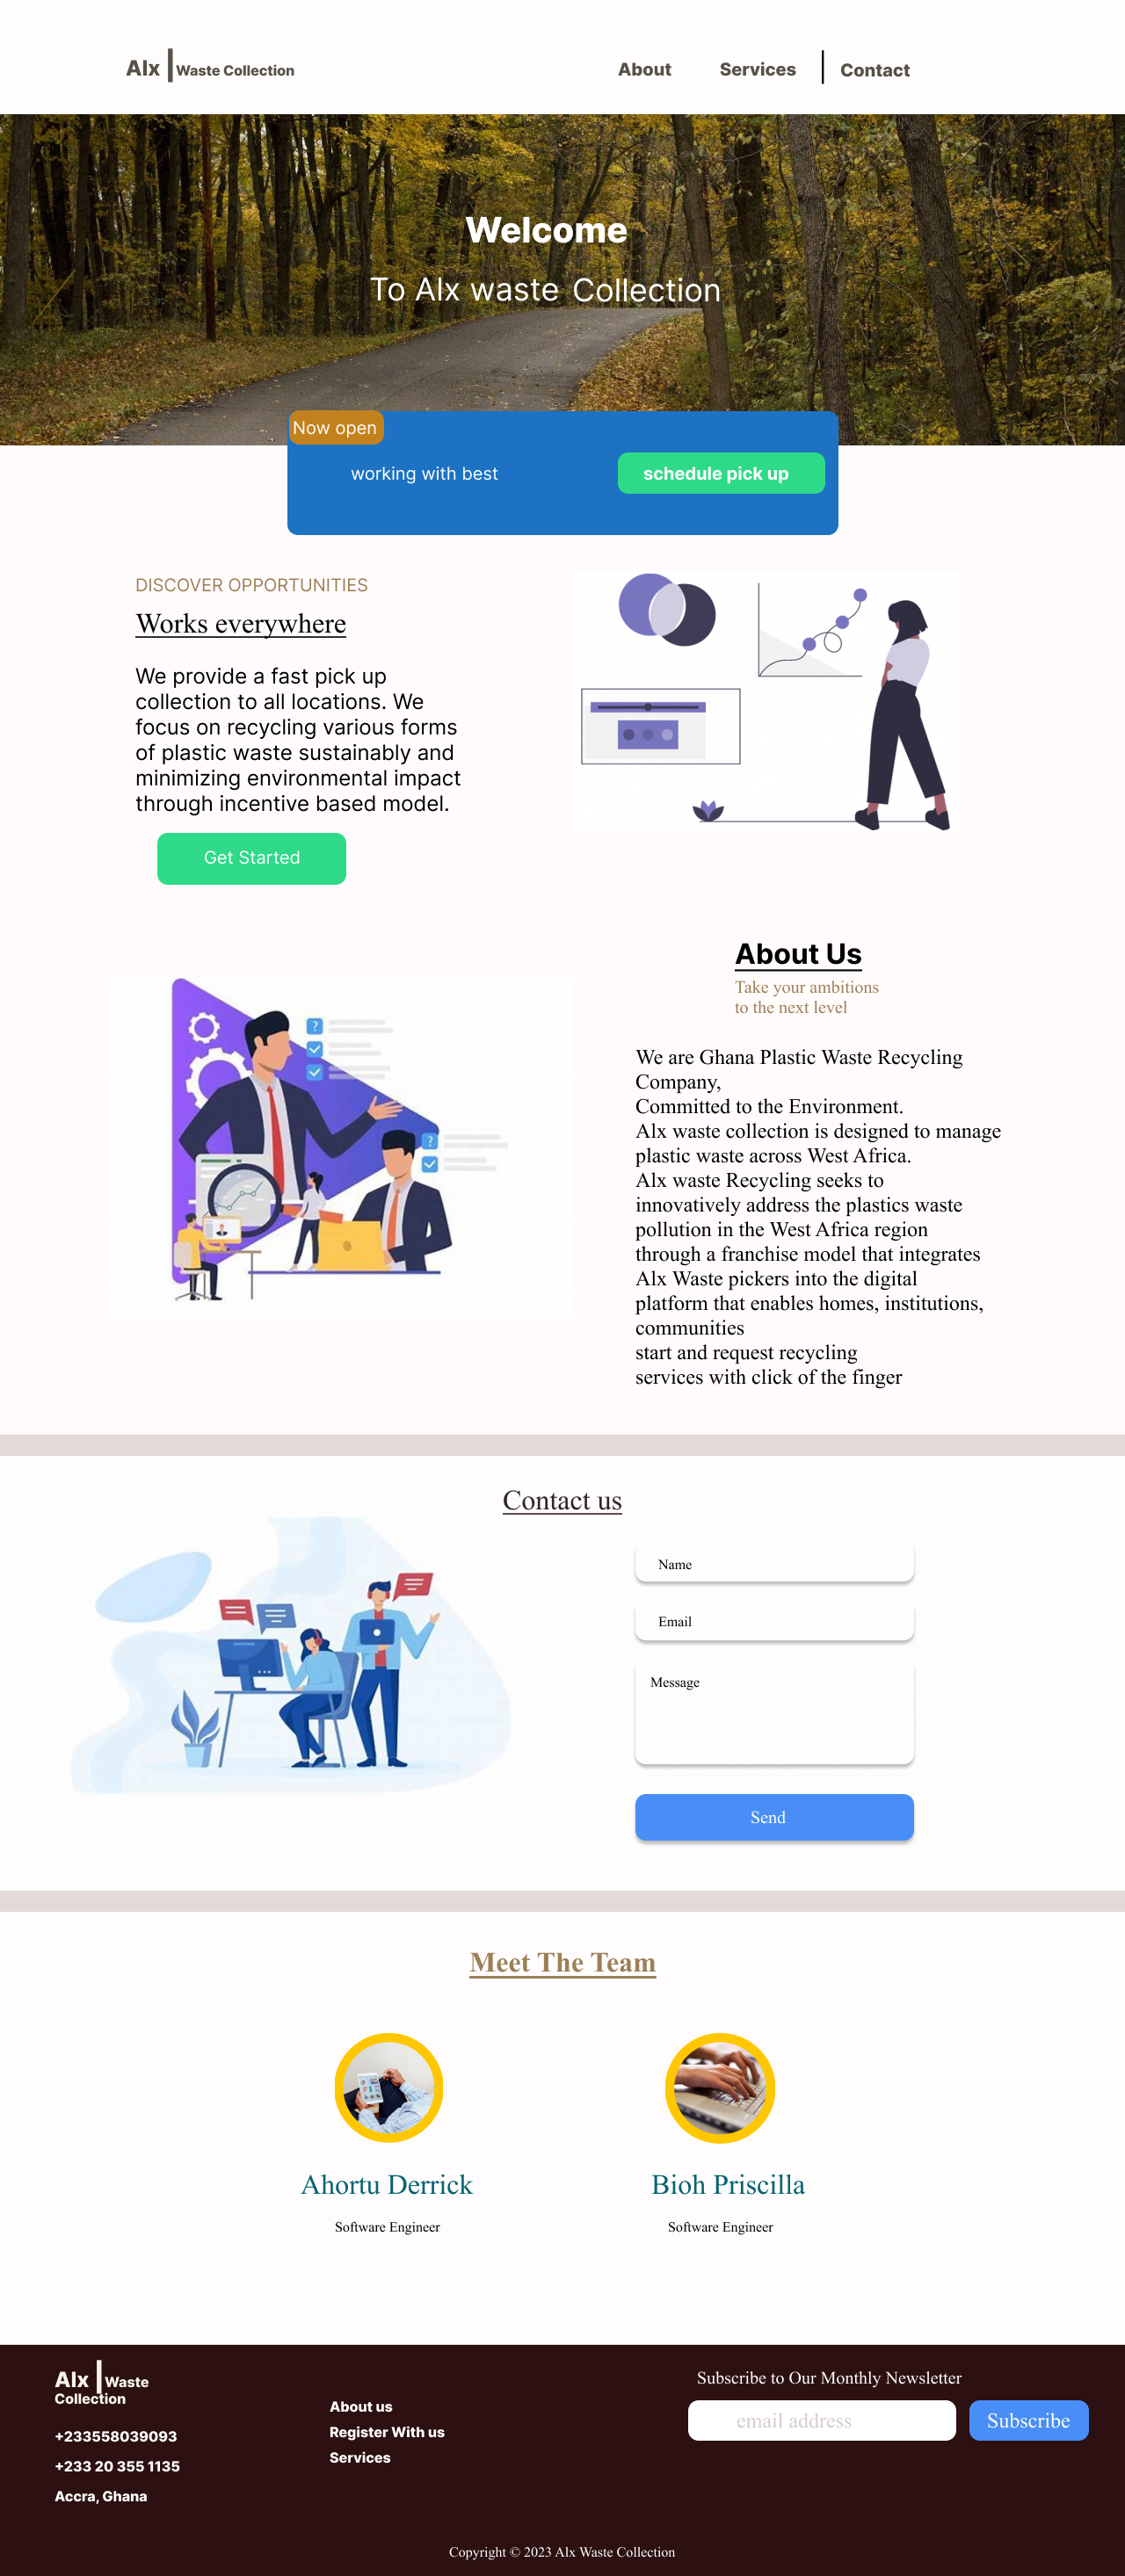 Alx Waste Collection
About Services Contact
Welcome
To Alx waste Collection
Now open
working with best
schedule pick up
DISCOVER OPPORTUNITIES
Works everywhere
We provide a fast pick up
collection to all locations. We
focus on recycling various forms
of plastic waste sustainably and
minimizing environmental impact
through incentive based model.
Get Started
About Us
Take your ambitions
to the next level
We are Ghana Plastic Waste Recycling
Company,
Committed to the Environment.
Alx waste collection is designed to manage
plastic waste across West Africa.
Alx waste Recycling seeks to
innovatively address the plastics waste
pollution in the West Africa region
through a franchise model that integrates
Alx Waste pickers into the digital
platform that enables homes, institutions,
communities
start and request recycling
services with click of the finger
Contact us
Name
Email
Message
Send
Meet The Team
Ahortu Derrick
Software Engineer
Bioh Priscilla
Software Engineer
Alx Waste
Collection
+233558039093
+233 20 355 1135
Accra, Ghana
About us
Register With us
Services
Subscribe to Our Monthly Newsletter
email address
Subscribe
Copyright © 2023 Alx Waste Collection